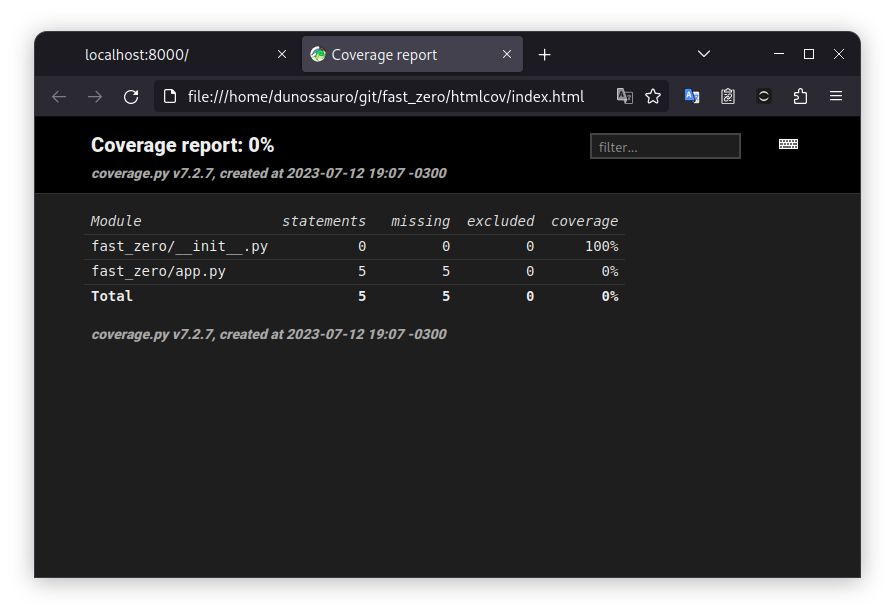 localhost:8000/
Coverage report
file:///home/dunossauro/git/fast_zero/htmlcov/index.html
Coverage report: 0%
filter...
coverage.py v7.2.7, created at 2023-07-12 19:07 -0300
Module statements missing excluded coverage
fast_zero/__init__.py 0 0 0 100%
fast_zero/app.py 5 5 0 0%
Total 5 5 0 0%
coverage.py v7.2.7, created at 2023-07-12 19:07 -0300